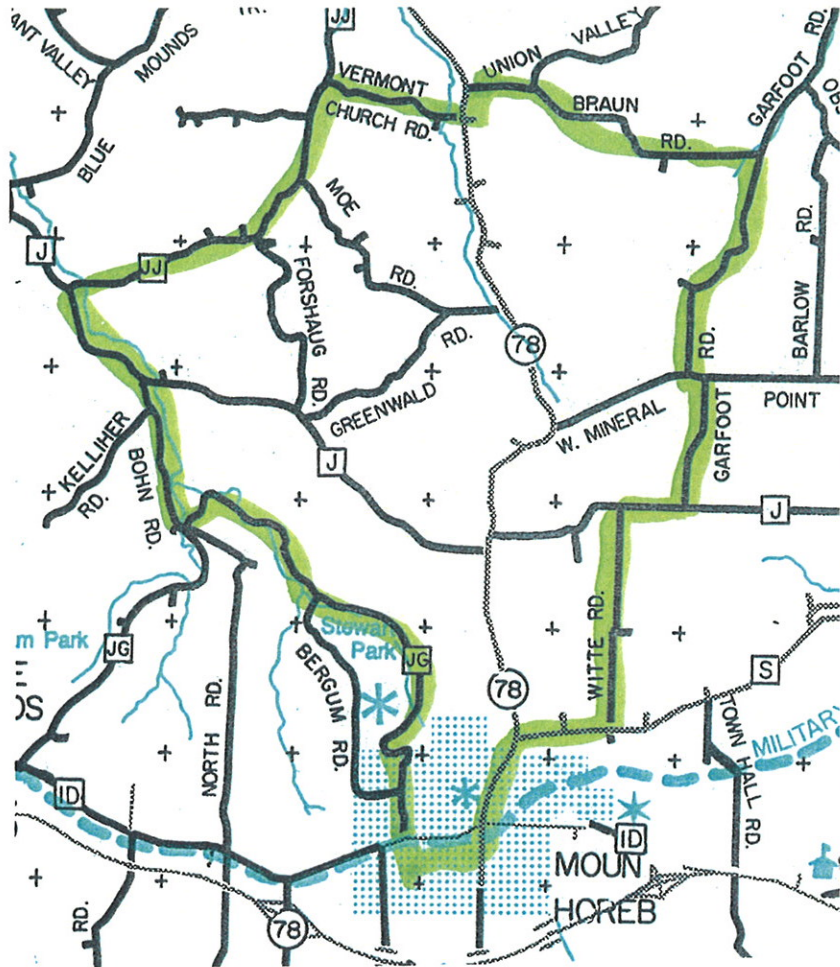 JJ
VALLEY
MOUNDS
BLUE
VERMONT
CHURCH RD.
UNION
VALLEY
BRAUN
RD.
GARFOOT
RD.
J
JJ
MOE
RD.
FORSHAUG
RD.
GREENWALD
RD.
78
RD.
GARFOOT
BARLOW
RD.
W. MINERAL
POINT
KELLIHER
RD.
BOHN RD.
J
J
m Park
JG
Stewart
Park
JG
BERGUM RD.
NORTH RD.
78
WITTE RD.
S
TOWN HALL RD.
MILITARY
ID
ID
MOUN
HOREB
78
RD.